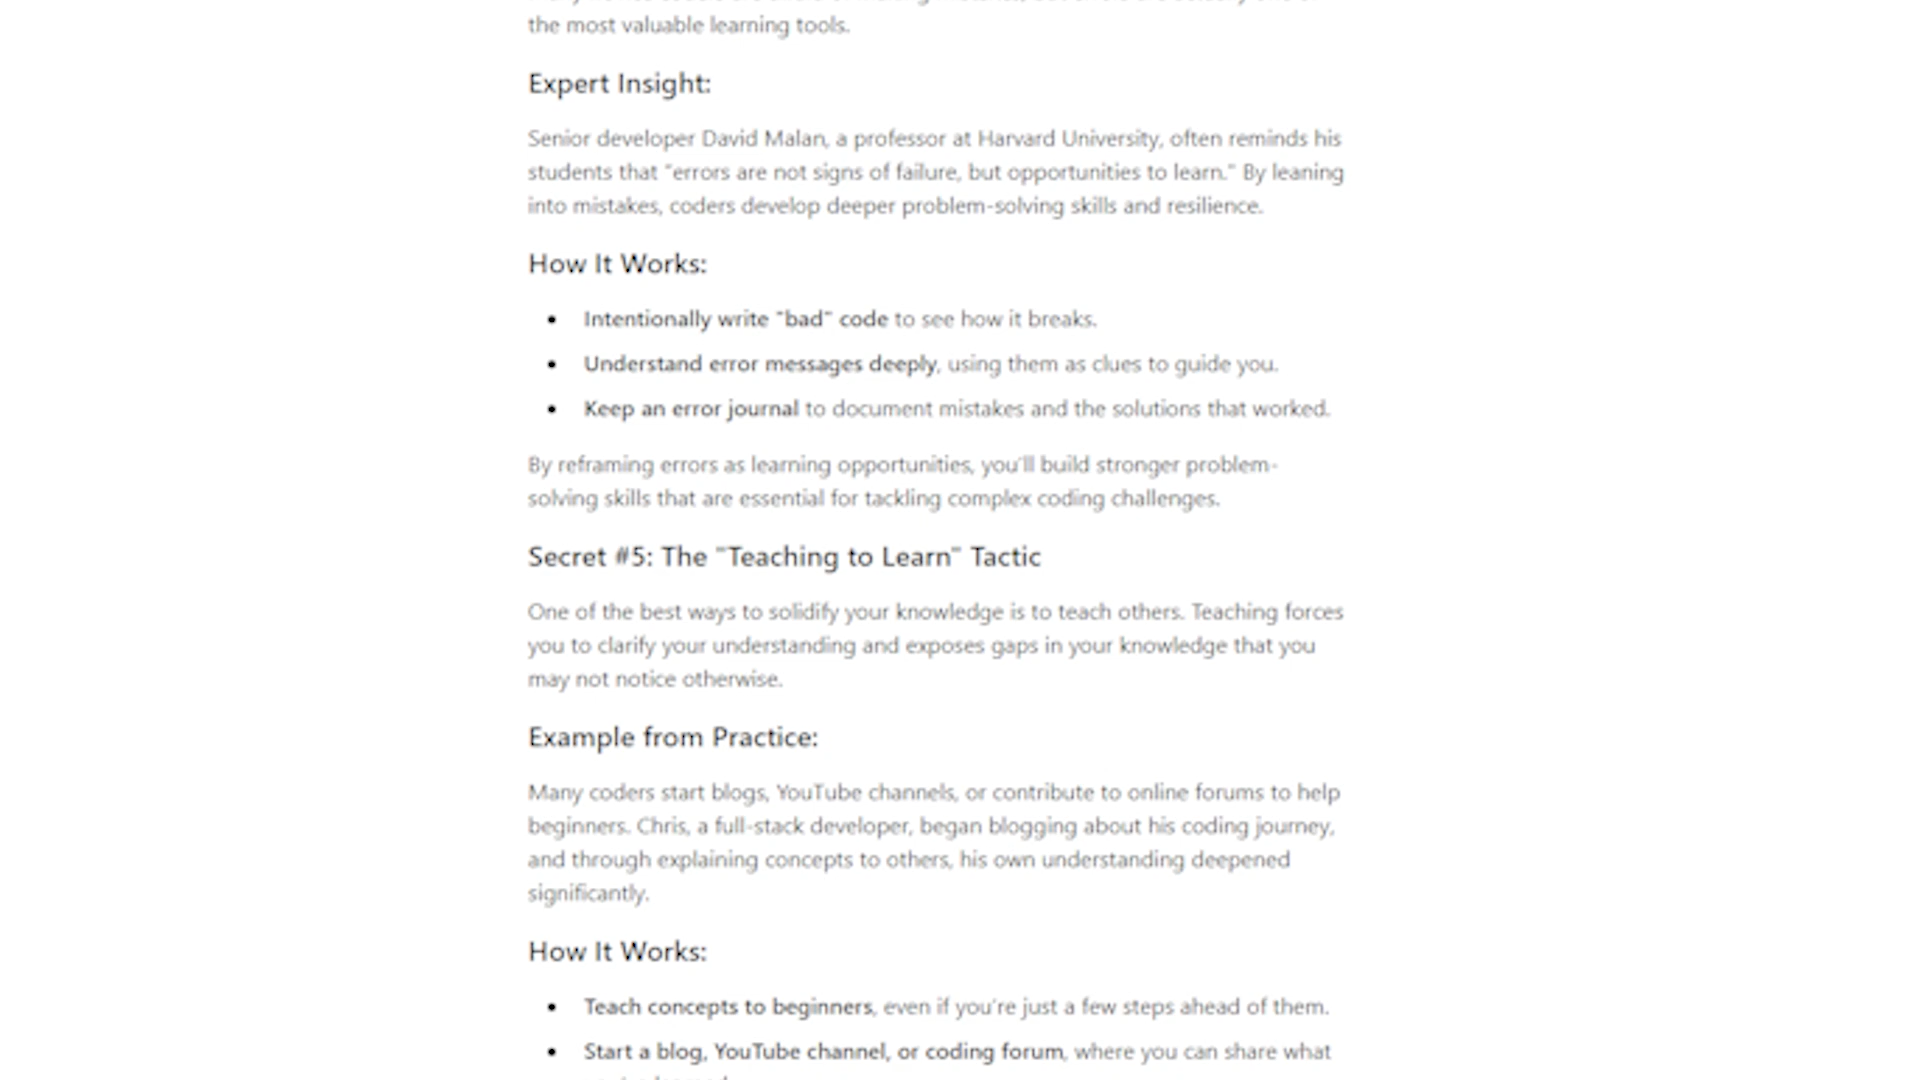 the most valuable learning tools.
Expert Insight:
Senior developer David Malan, a professor at Harvard University, often reminds his
students that "errors are not signs of failure, but opportunities to learn." By leaning
into mistakes, coders develop deeper problem-solving skills and resilience.
How It Works:
• Intentionally write "bad" code to see how it breaks.
• Understand error messages deeply, using them as clues to guide you.
• Keep an error journal to document mistakes and the solutions that worked.
By reframing errors as learning opportunities, you'll build stronger problem-
solving skills that are essential for tackling complex coding challenges.
Secret #5: The "Teaching to Learn" Tactic
One of the best ways to solidify your knowledge is to teach others. Teaching forces
you to clarify your understanding and exposes gaps in your knowledge that you
may not notice otherwise.
Example from Practice:
Many coders start blogs, YouTube channels, or contribute to online forums to help
beginners. Chris, a full-stack developer, began blogging about his coding journey,
and through explaining concepts to others, his own understanding deepened
significantly.
How It Works:
• Teach concepts to beginners, even if you're just a few steps ahead of them.
• Start a blog, YouTube channel, or coding forum, where you can share what